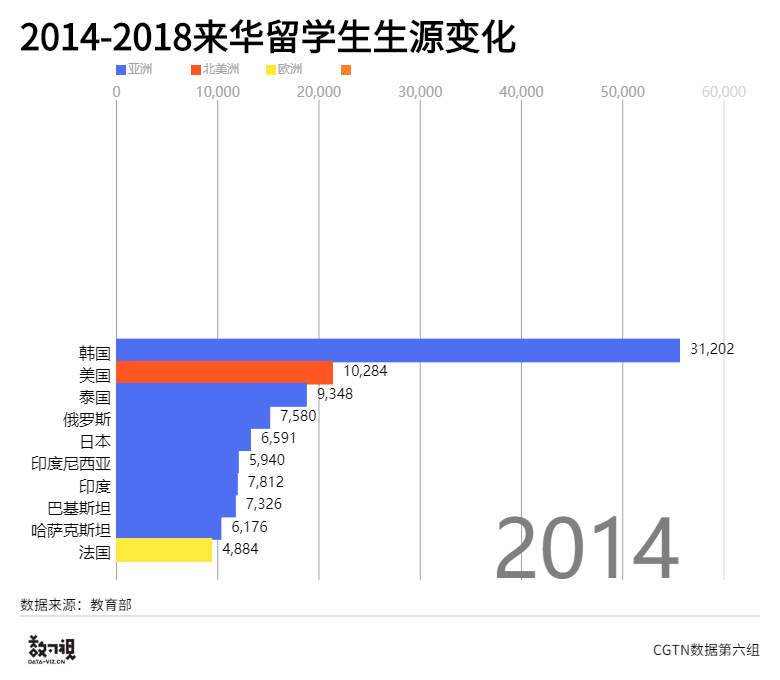 2014-2018来华留学生生源变化
亚洲 北美洲 欧洲
0 10,000 20,000 30,000 40,000 50,000 60,000
韩国 31,202
美国 10,284
泰国 9,348
俄罗斯 7,580
日本 6,591
印度尼西亚 5,940
印度 7,812
巴基斯坦 7,326
哈萨克斯坦 6,176
法国 4,884
2014
数据来源：教育部
数可视
DATA-VIZ.CN
CGTN数据第六组